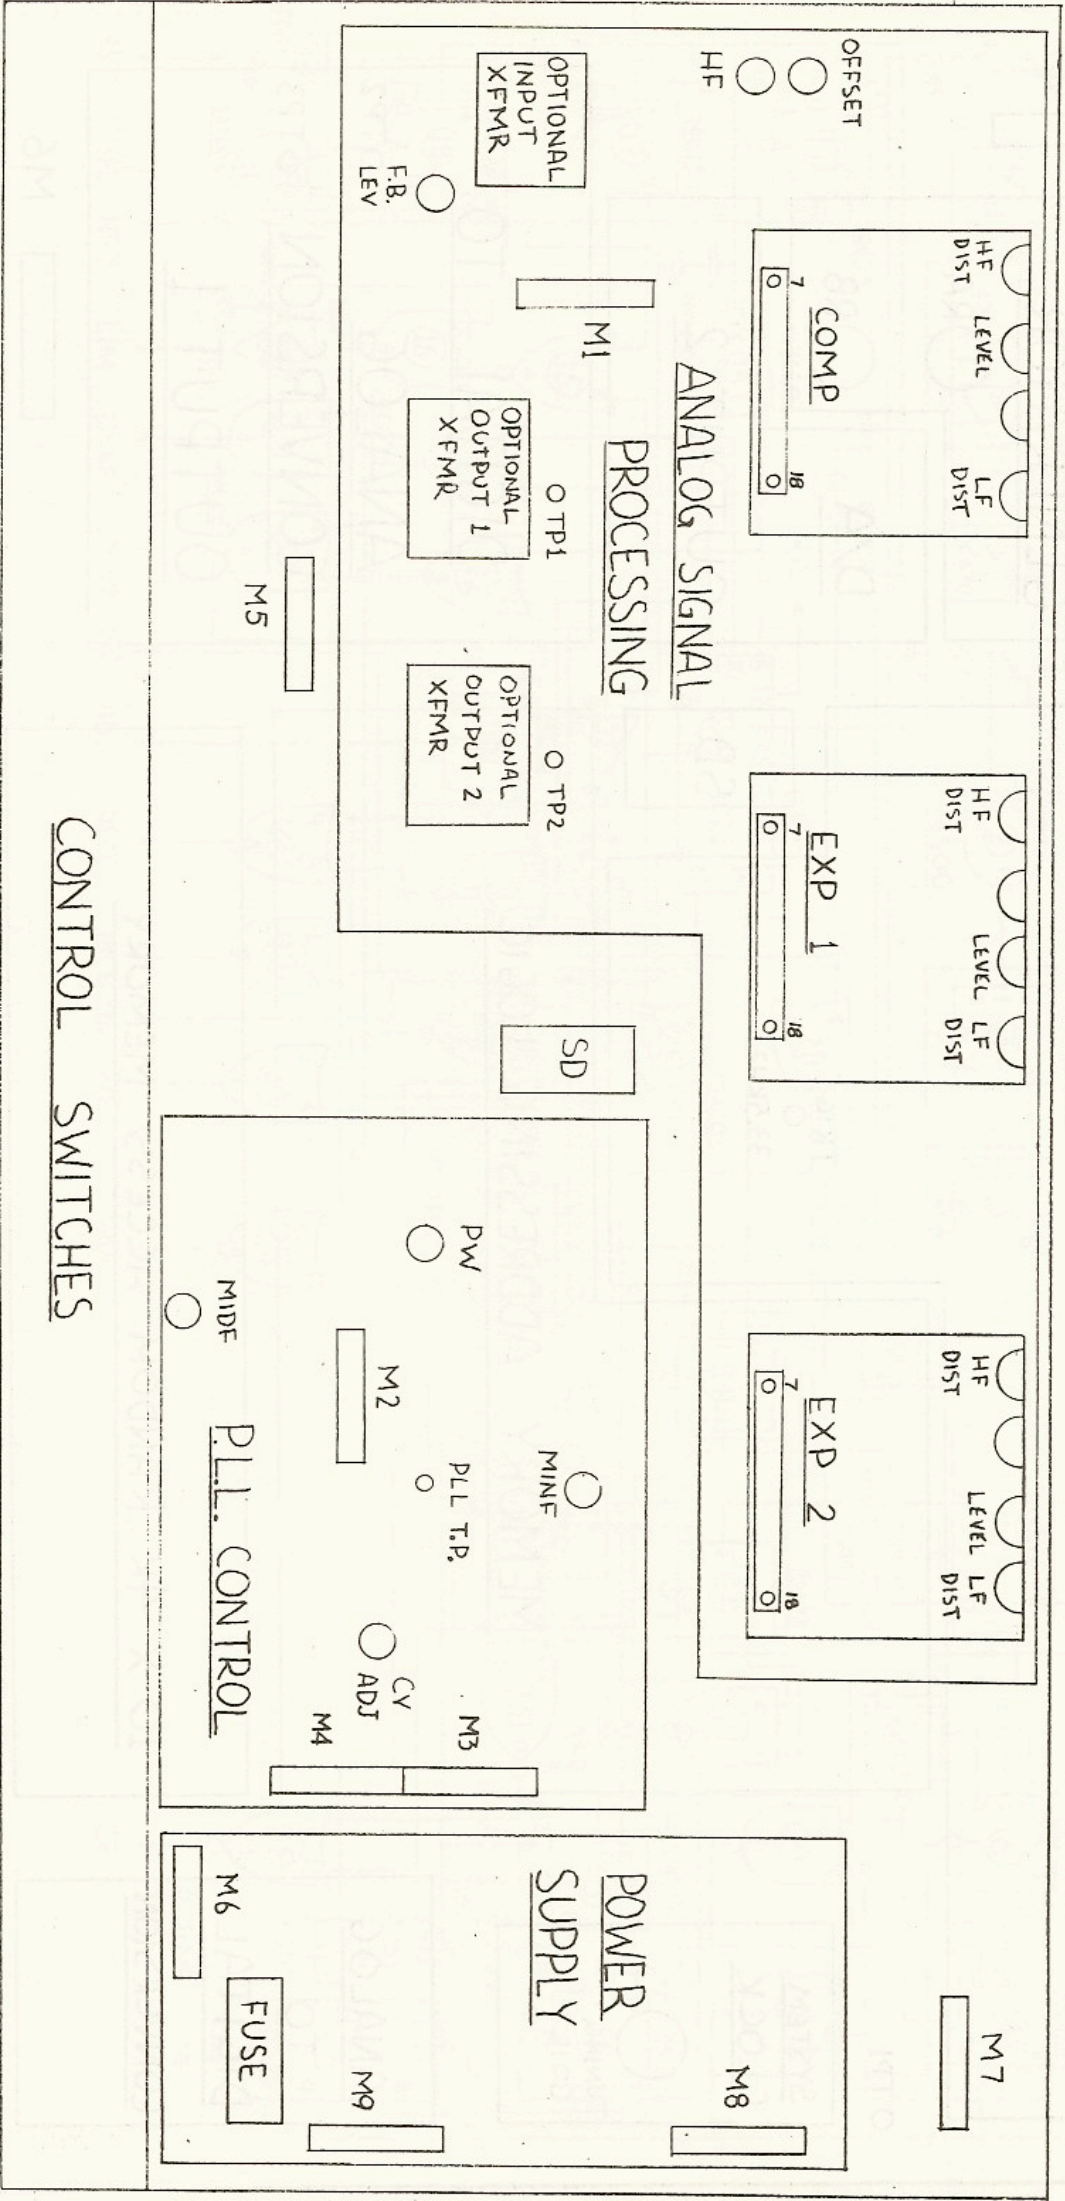 OFFSET
HF
OPTIONAL
INPUT
XFMR
F.B.
LEV
HF
DIST
LEVEL
LF
DIST
COMP
7
18
M1
ANALOG SIGNAL
PROCESSING
OPTIONAL
OUTPUT 1
XFMR
TP1
M5
OPTIONAL
OUTPUT 2
XFMR
TP2
HF
DIST
LEVEL
LF
DIST
EXP 1
7
18
SD
HF
DIST
LEVEL
LF
DIST
EXP 2
7
18
PW
MIDF
M2
MINF
PLL T.P.
CV
ADJ
M3
M4
P.L.L. CONTROL
POWER
SUPPLY
M6
FUSE
M9
M8
M7
CONTROL SWITCHES